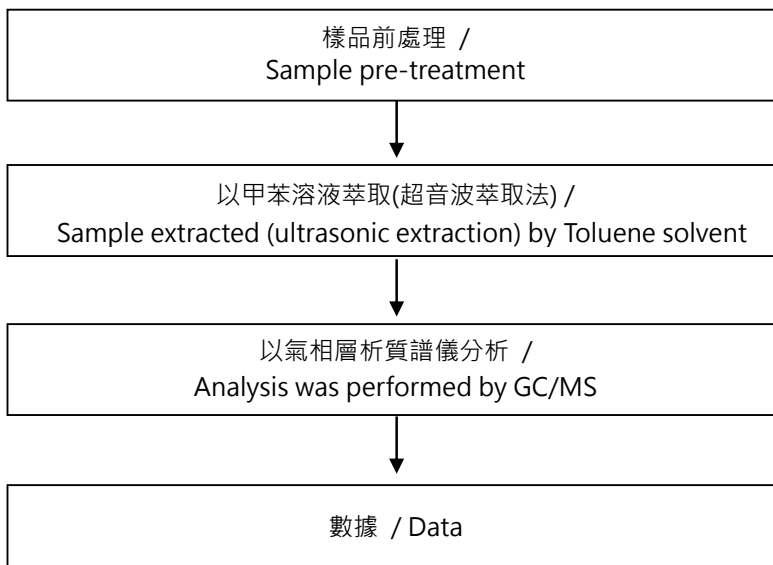 樣品前處理 /
Sample pre-treatment
以甲苯溶液萃取(超音波萃取法) /
Sample extracted (ultrasonic extraction) by Toluene solvent
以氣相層析質譜儀分析 /
Analysis was performed by GC/MS
數據 / Data